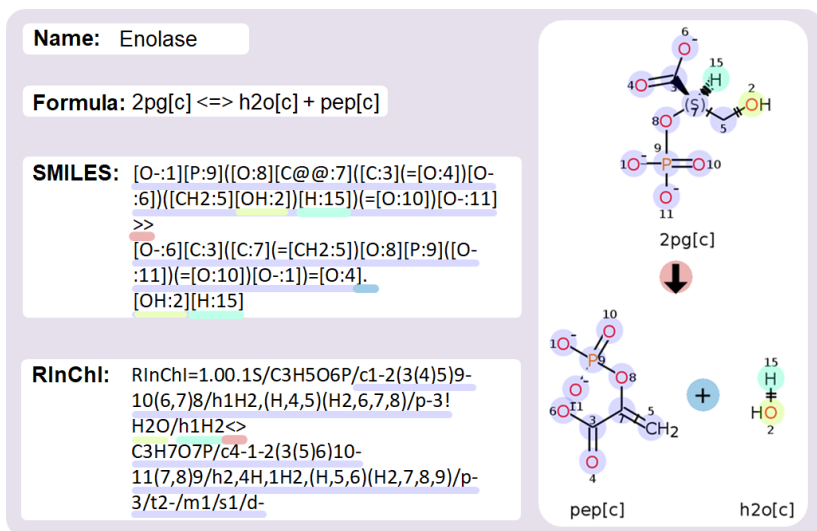 Name: Enolase
Formula: 2pg[c] <=> h2o[c] + pep[c]
SMILES: [O-:1][P:9]([O:8][C@@:7]([C:3](=[O:4])[O-
:6])([CH2:5][OH:2])[H:15])(=[O:10])[O-:11]
>>
[O-:6][C:3]([C:7](=[CH2:5])[O:8][P:9]([O-
:11])(=[O:10])[O-:1])=[O:4].
[OH:2][H:15]
RInChI: RInChI=1.00.1S/C3H5O6P/c1-2(3(4)5)9-
10(6,7)8/h1H2,(H,4,5)(H2,6,7,8)/p-3!
H2O/h1H2<>
C3H7O7P/c4-1-2(3(5)6)10-
11(7,8)9/h2,4H,1H2,(H,5,6)(H2,7,8,9)/p-
3/t2-/m1/s1/d-
6
O-
15
H
4
O
3
2
OH
(S)
7
5
8
O
9
1
O-
P
O
10
O-
11
2pg[c]
10
O
1
O-
P
9
O-
11
O
8
6
O-
3
7
5
CH2
O
4
pep[c]
+
15
H
HO
2
h2o[c]